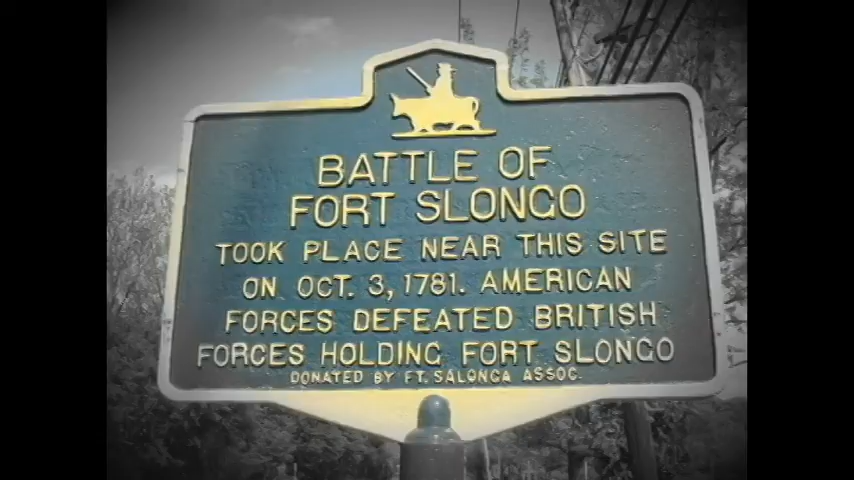 BATTLE OF
FORT SLONGO
TOOK PLACE NEAR THIS SITE
ON OCT. 3, 1781. AMERICAN
FORCES DEFEATED BRITISH
FORCES HOLDING FORT SLONGO
DONATED BY FT. SALONGA ASSOC.